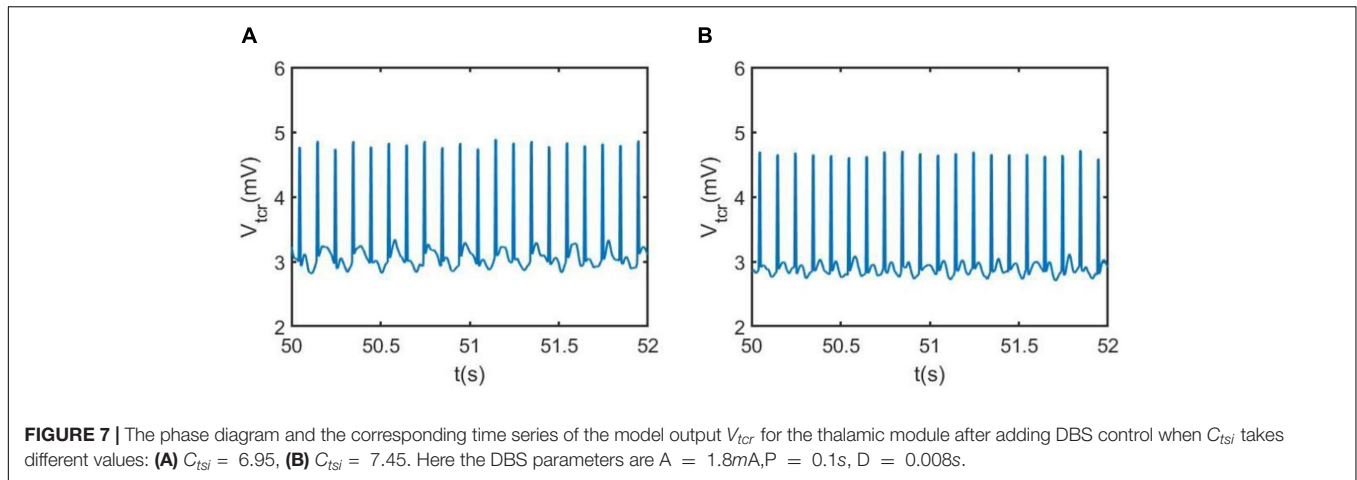 A
B
6
5
4
3
2
V_tcr(mV)
50
50.5
51
51.5
52
t(s)
6
5
4
3
2
V_tcr(mV)
50
50.5
51
51.5
52
t(s)
FIGURE 7 | The phase diagram and the corresponding time series of the model output V_tcr for the thalamic module after adding DBS control when C_tsi takes
different values: (A) C_tsi = 6.95, (B) C_tsi = 7.45. Here the DBS parameters are A = 1.8mA,P = 0.1s, D = 0.008s.